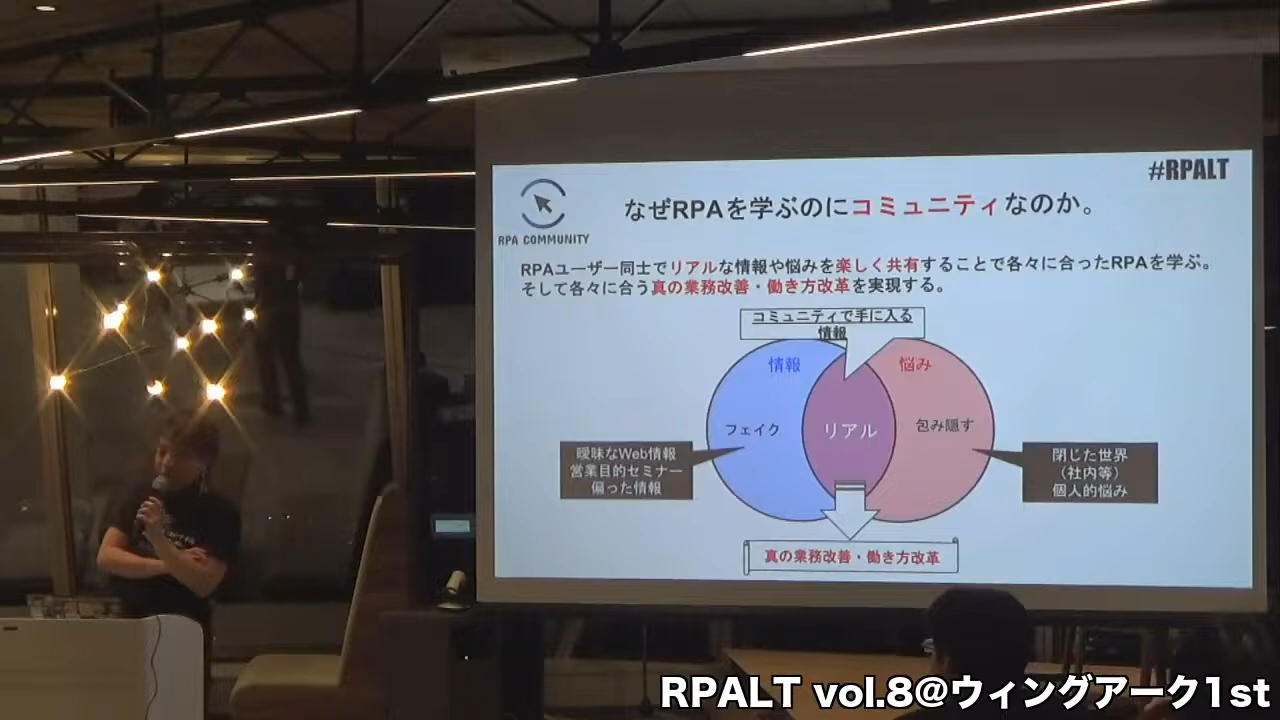 #RPALT
RPA COMMUNITY
なぜRPAを学ぶのにコミュニティなのか。
RPAユーザー同士でリアルな情報や悩みを楽しく共有することで各々に合ったRPAを学ぶ。
そして各々に合う真の業務改善・働き方改革を実現する。
コミュニティで手に入る
情報
情報
悩み
フェイク
リアル
包み隠す
曖昧なWeb情報
営業目的セミナー
偏った情報
閉じた世界
（社内等）
個人的悩み
真の業務改善・働き方改革
RPALT vol.8@ウィングアーク1st